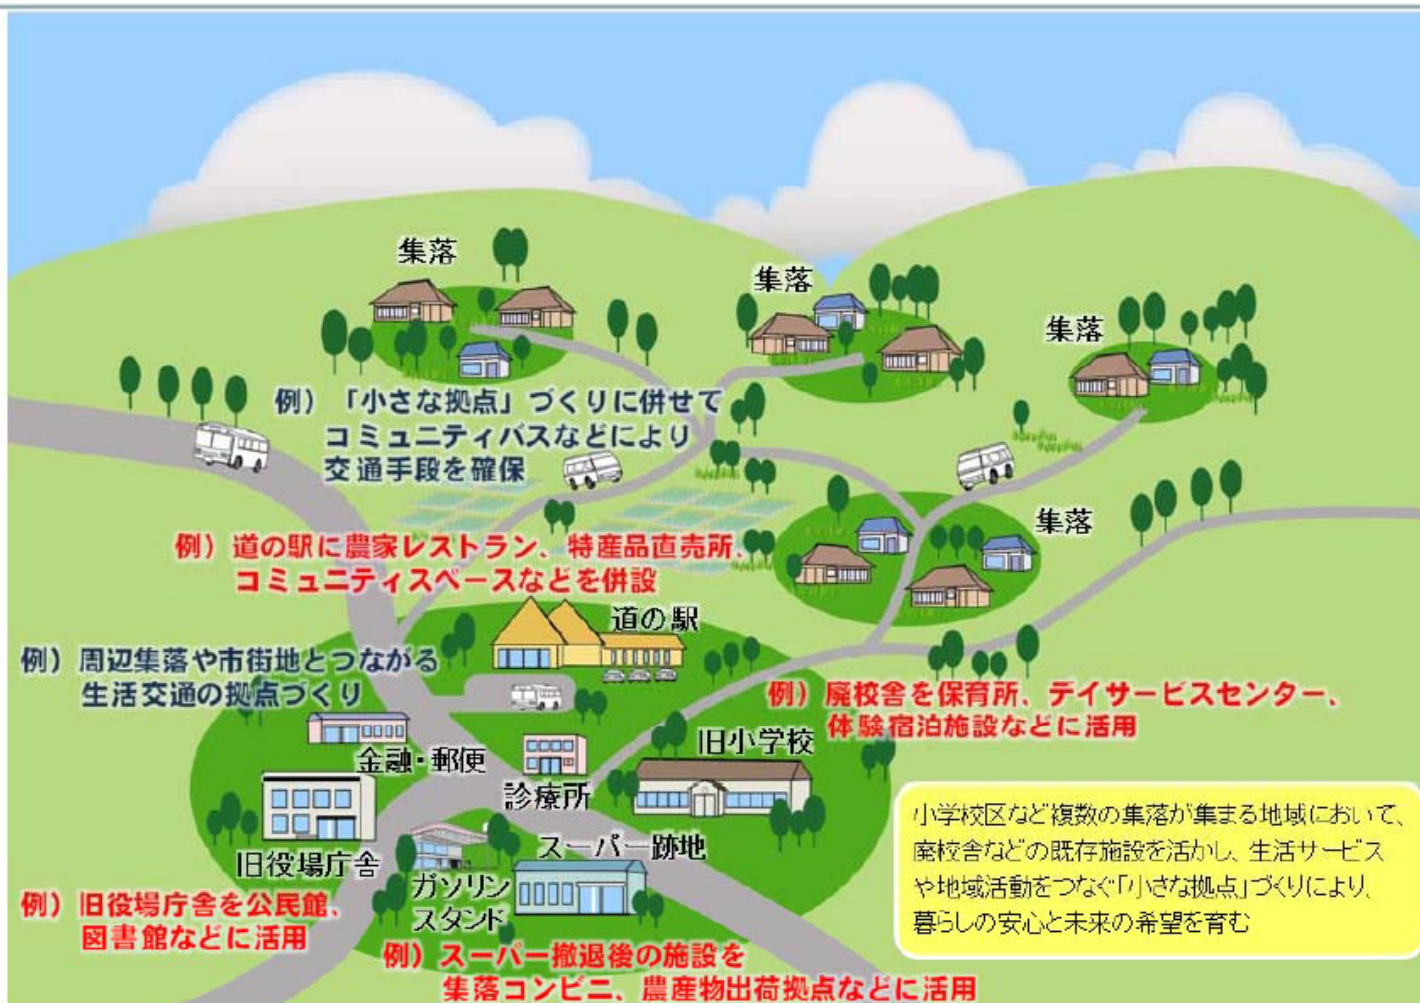 集落
集落
集落
例）「小さな拠点」づくりに併せて
コミュニティバスなどにより
交通手段を確保
集落
例）道の駅に農家レストラン、特産品直売所、
コミュニティスペースなどを併設
道の駅
例）周辺集落や市街地とつながる
生活交通の拠点づくり
例）廃校舎を保育所、デイサービスセンター、
体験宿泊施設などに活用
旧小学校
金融・郵便
診療所
旧役場庁舎
スーパー跡地
ガソリン
スタンド
例）旧役場庁舎を公民館、
図書館などに活用
例）スーパー撤退後の施設を
集落コンビニ、農産物出荷拠点などに活用
小学校区など複数の集落が集まる地域において、
廃校舎などの既存施設を活かし、生活サービス
や地域活動をつなぐ「小さな拠点」づくりにより、
暮らしの安心と未来の希望を育む